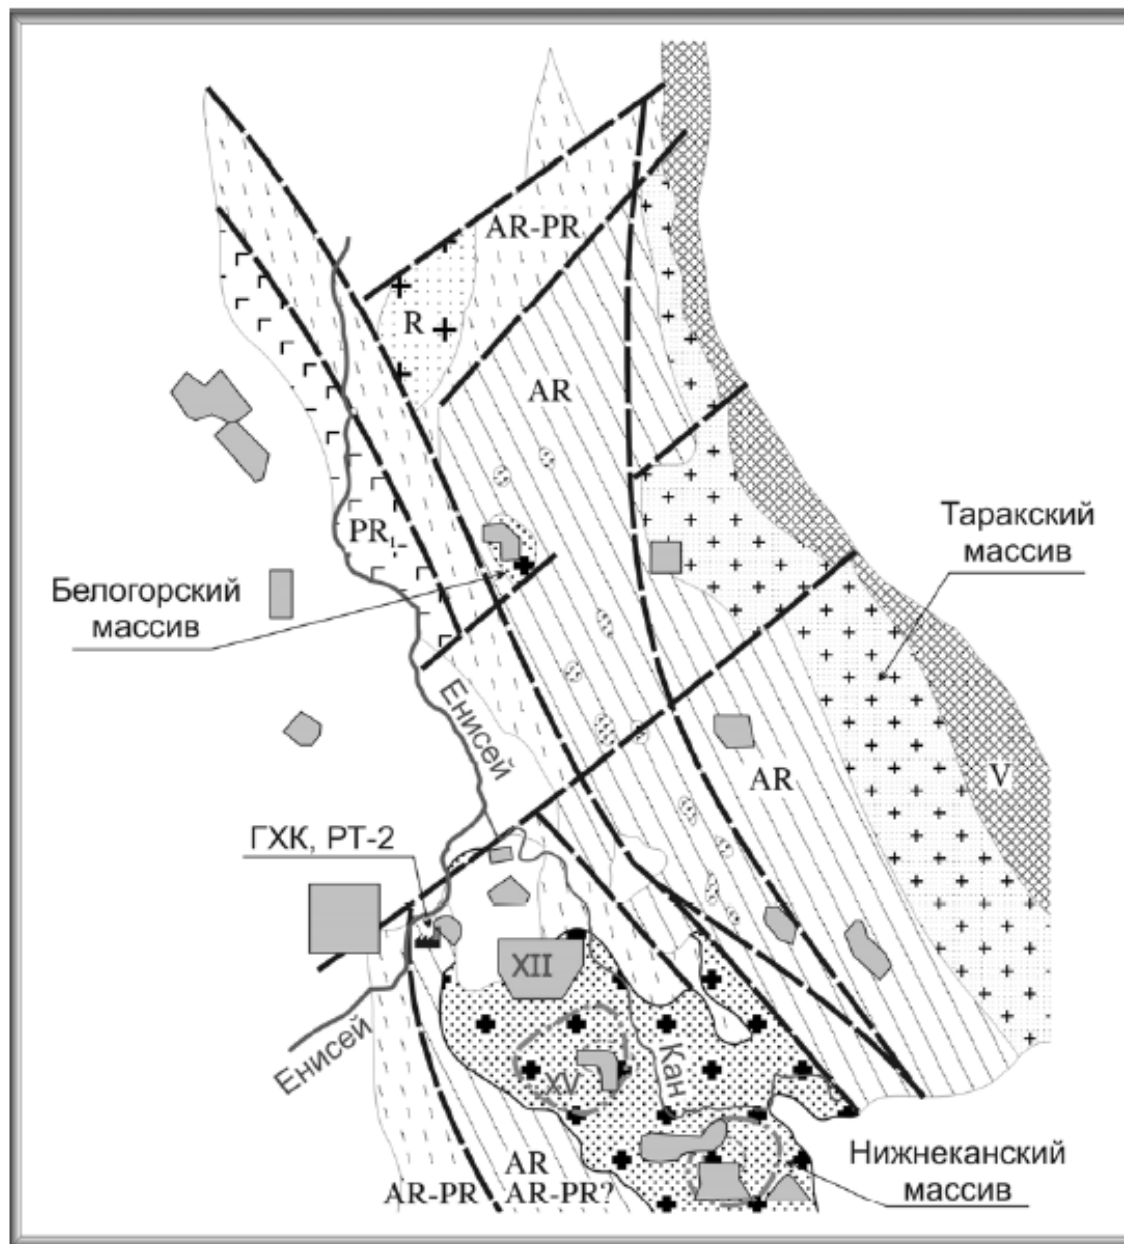 AR-PR
R
AR
Таракский
массив
PR₁
Белогорский
массив
Енисей
V
AR
ГХК, РТ-2
XII
Енисей
Кан
XV
Нижнеканский
массив
AR
AR-PR
AR-PR?